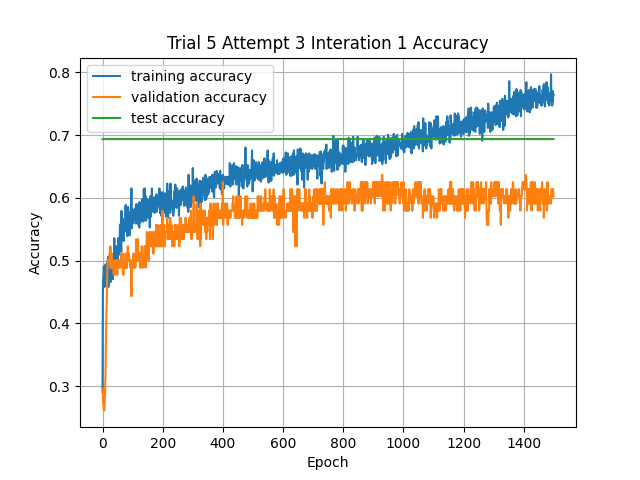 Trial 5 Attempt 3 Interation 1 Accuracy
training accuracy
validation accuracy
test accuracy
Accuracy
0.8
0.7
0.6
0.5
0.4
0.3
0 200 400 600 800 1000 1200 1400
Epoch